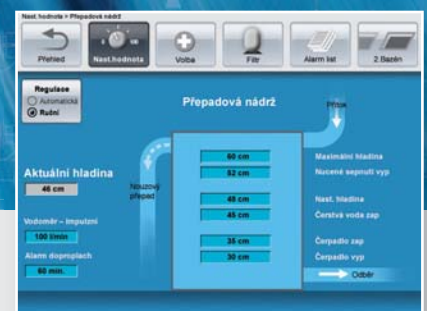 Nast.hodnota > Přepadová nádrž
Přehled
Nast.hodnota
Volba
Filtr
Alarm list
2.Bazén
Regulace
Automatická
Ruční
Přepadová nádrž
Přítok
Aktuální hladina
46 cm
Nouzový
přepad
60 cm
Maximální hladina
52 cm
Nucené sepnutí vyp
48 cm
Nast. hladina
45 cm
Čerstvá voda zap
Vodoměr – impulzní
100 l/min
35 cm
Čerpadlo zap
30 cm
Čerpadlo vyp
Alarm doproplach
60 min.
Odběr